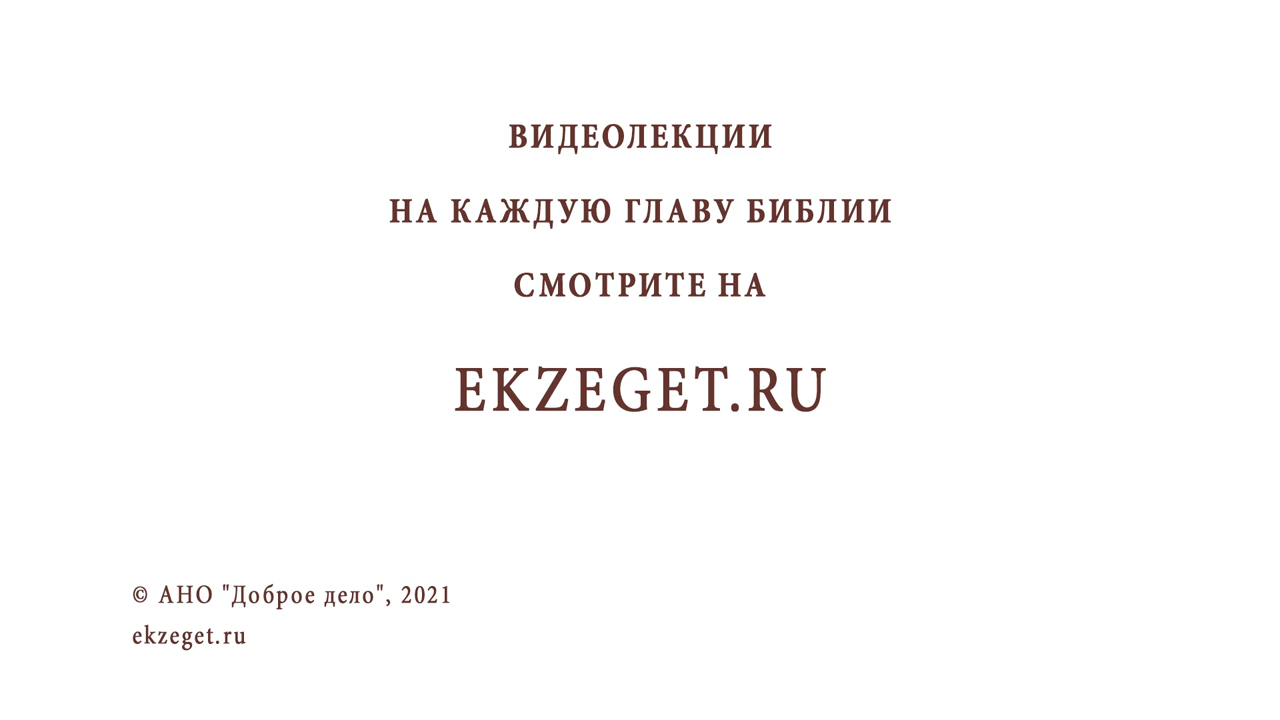 ВИДЕОЛЕКЦИИ
НА КАЖДУЮ ГЛАВУ БИБЛИИ
СМОТРИТЕ НА
EKZEGET.RU
© АНО "Доброе дело", 2021
ekzeget.ru